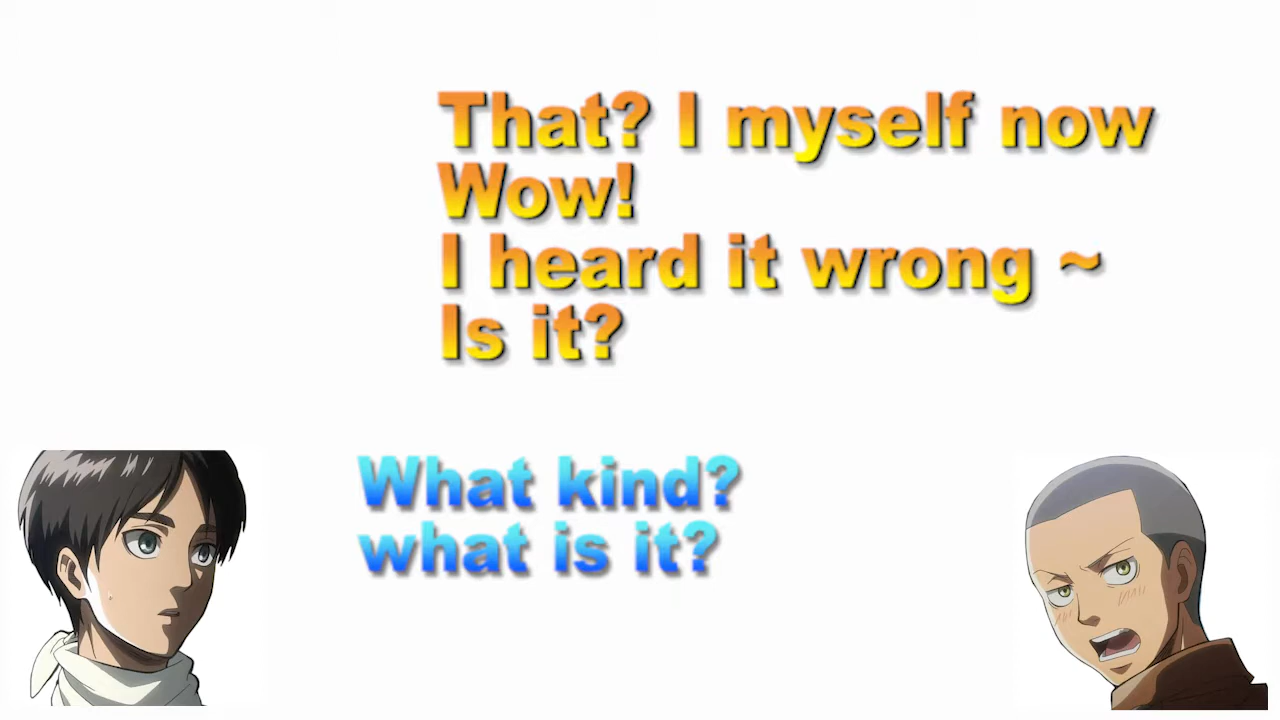 That? I myself now
Wow!
I heard it wrong ~
Is it?
What kind?
what is it?